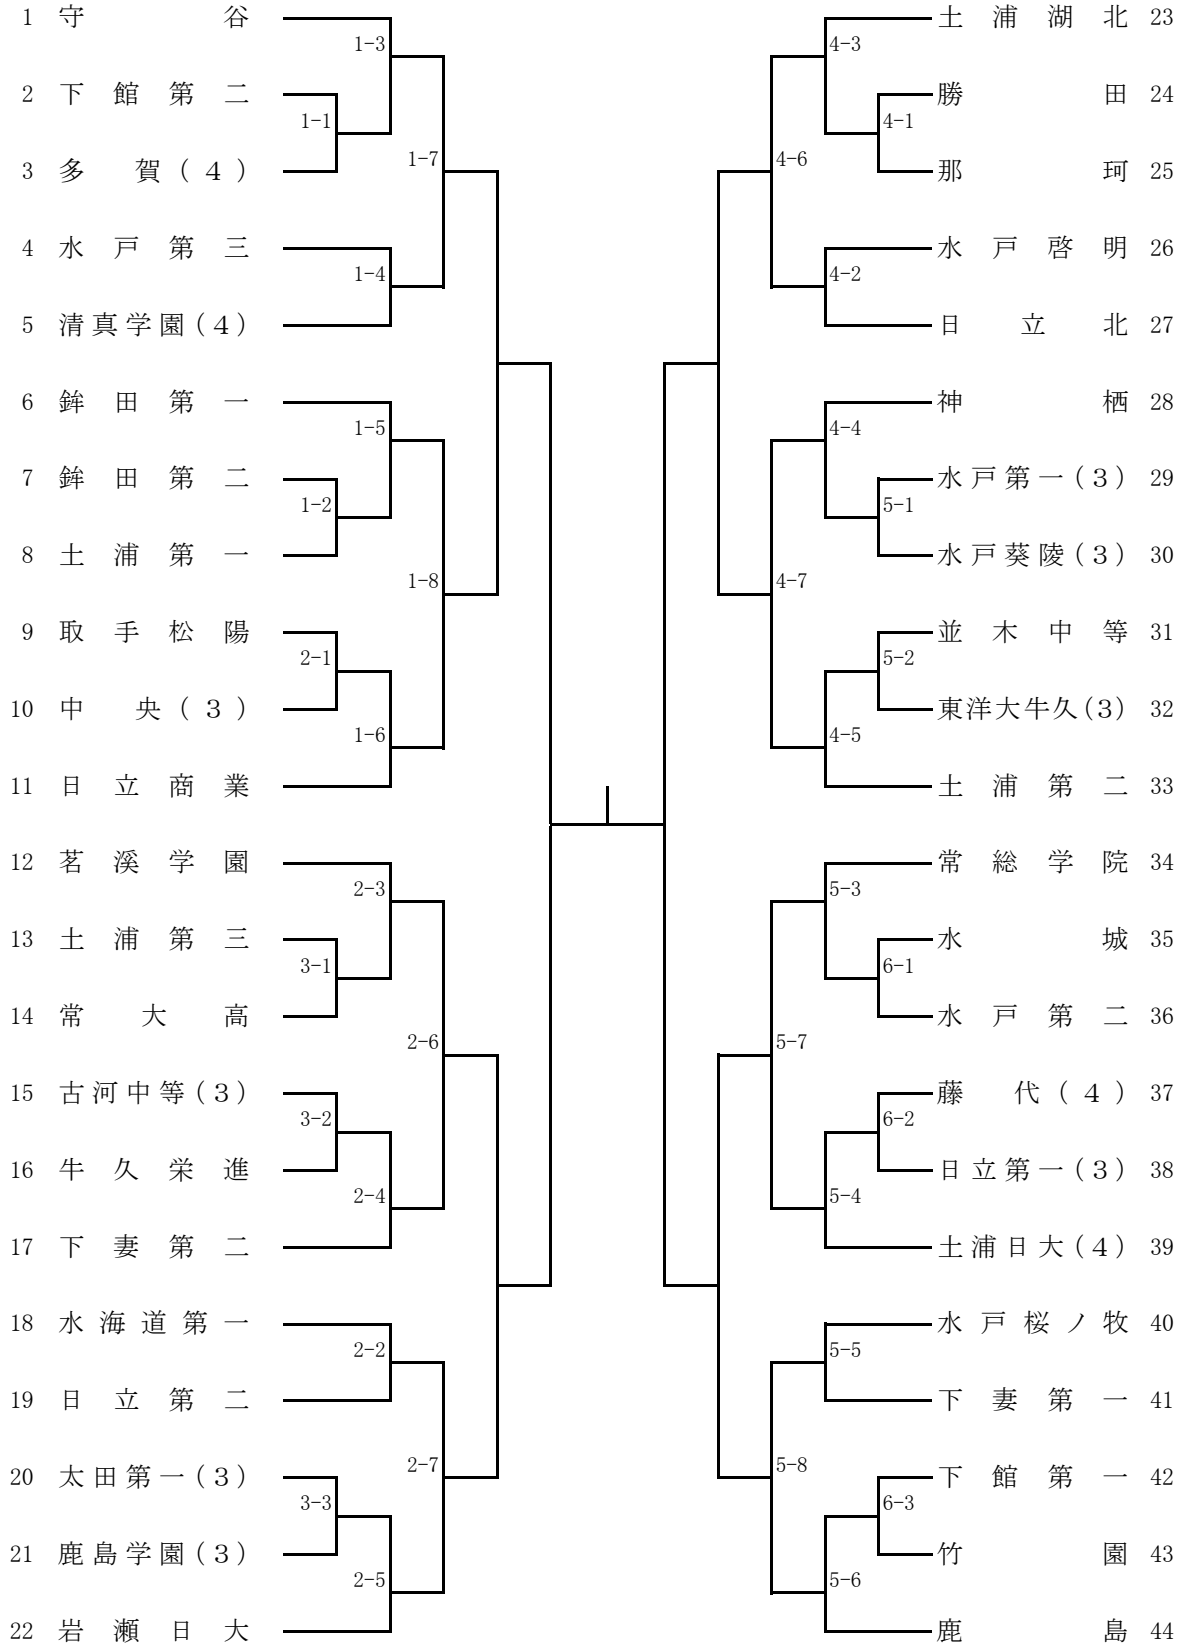 1 守谷
1-3
2 下館第二
1-1
3 多賀(4)
1-7
4 水戸第三
1-4
5 清真学園(4)
6 鉾田第一
1-5
7 鉾田第二
1-2
8 土浦第一
1-8
9 取手松陽
2-1
10 中央(3)
1-6
11 日立商業
12 茗溪学園
2-3
13 土浦第三
3-1
14 常大高
2-6
15 古河中等(3)
3-2
16 牛久栄進
2-4
17 下妻第二
18 水海道第一
2-2
19 日立第二
2-7
20 太田第一(3)
3-3
21 鹿島学園(3)
2-5
22 岩瀬日大
土浦湖北 23
4-3
勝田 24
4-1
那珂 25
4-6
水戸啓明 26
4-2
日立北 27
神栖 28
4-4
水戸第一(3) 29
5-1
水戸葵陵(3) 30
4-7
並木中等 31
5-2
東洋大牛久(3) 32
4-5
土浦第二 33
常総学院 34
5-3
水城 35
6-1
水戸第二 36
5-7
藤代(4) 37
6-2
日立第一(3) 38
5-4
土浦日大(4) 39
水戸桜ノ牧 40
5-5
下妻第一 41
5-8
下館第一 42
6-3
竹園 43
5-6
鹿島 44